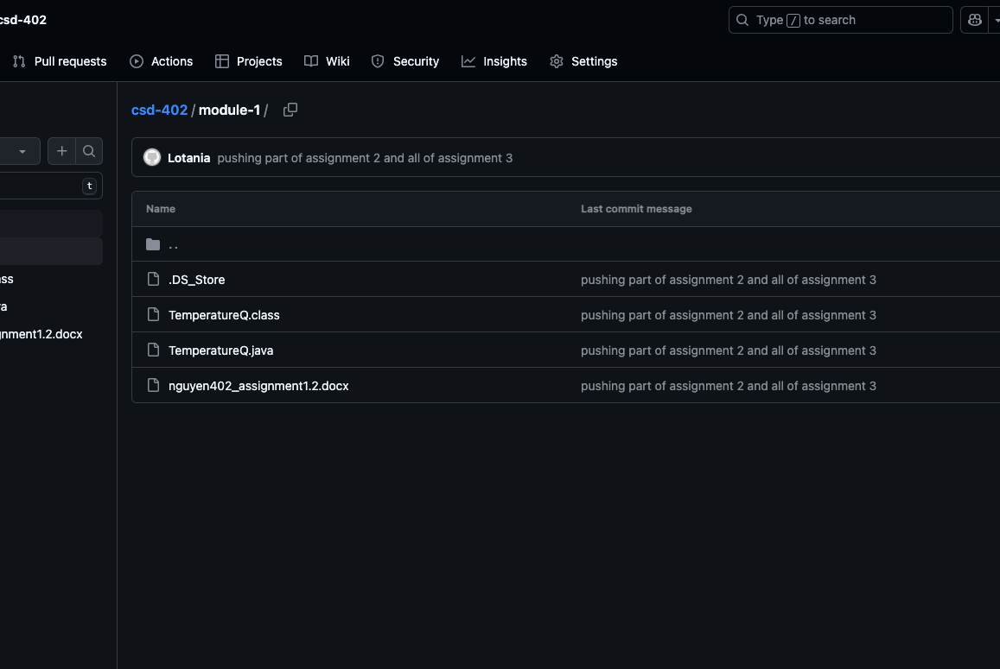 csd-402
Type / to search
Pull requests Actions Projects Wiki Security Insights Settings
csd-402 / module-1 /
t
Lotania pushing part of assignment 2 and all of assignment 3
Name Last commit message
..
.DS_Store pushing part of assignment 2 and all of assignment 3
TemperatureQ.class pushing part of assignment 2 and all of assignment 3
TemperatureQ.java pushing part of assignment 2 and all of assignment 3
nguyen402_assignment1.2.docx pushing part of assignment 2 and all of assignment 3
ss
a
nment1.2.docx